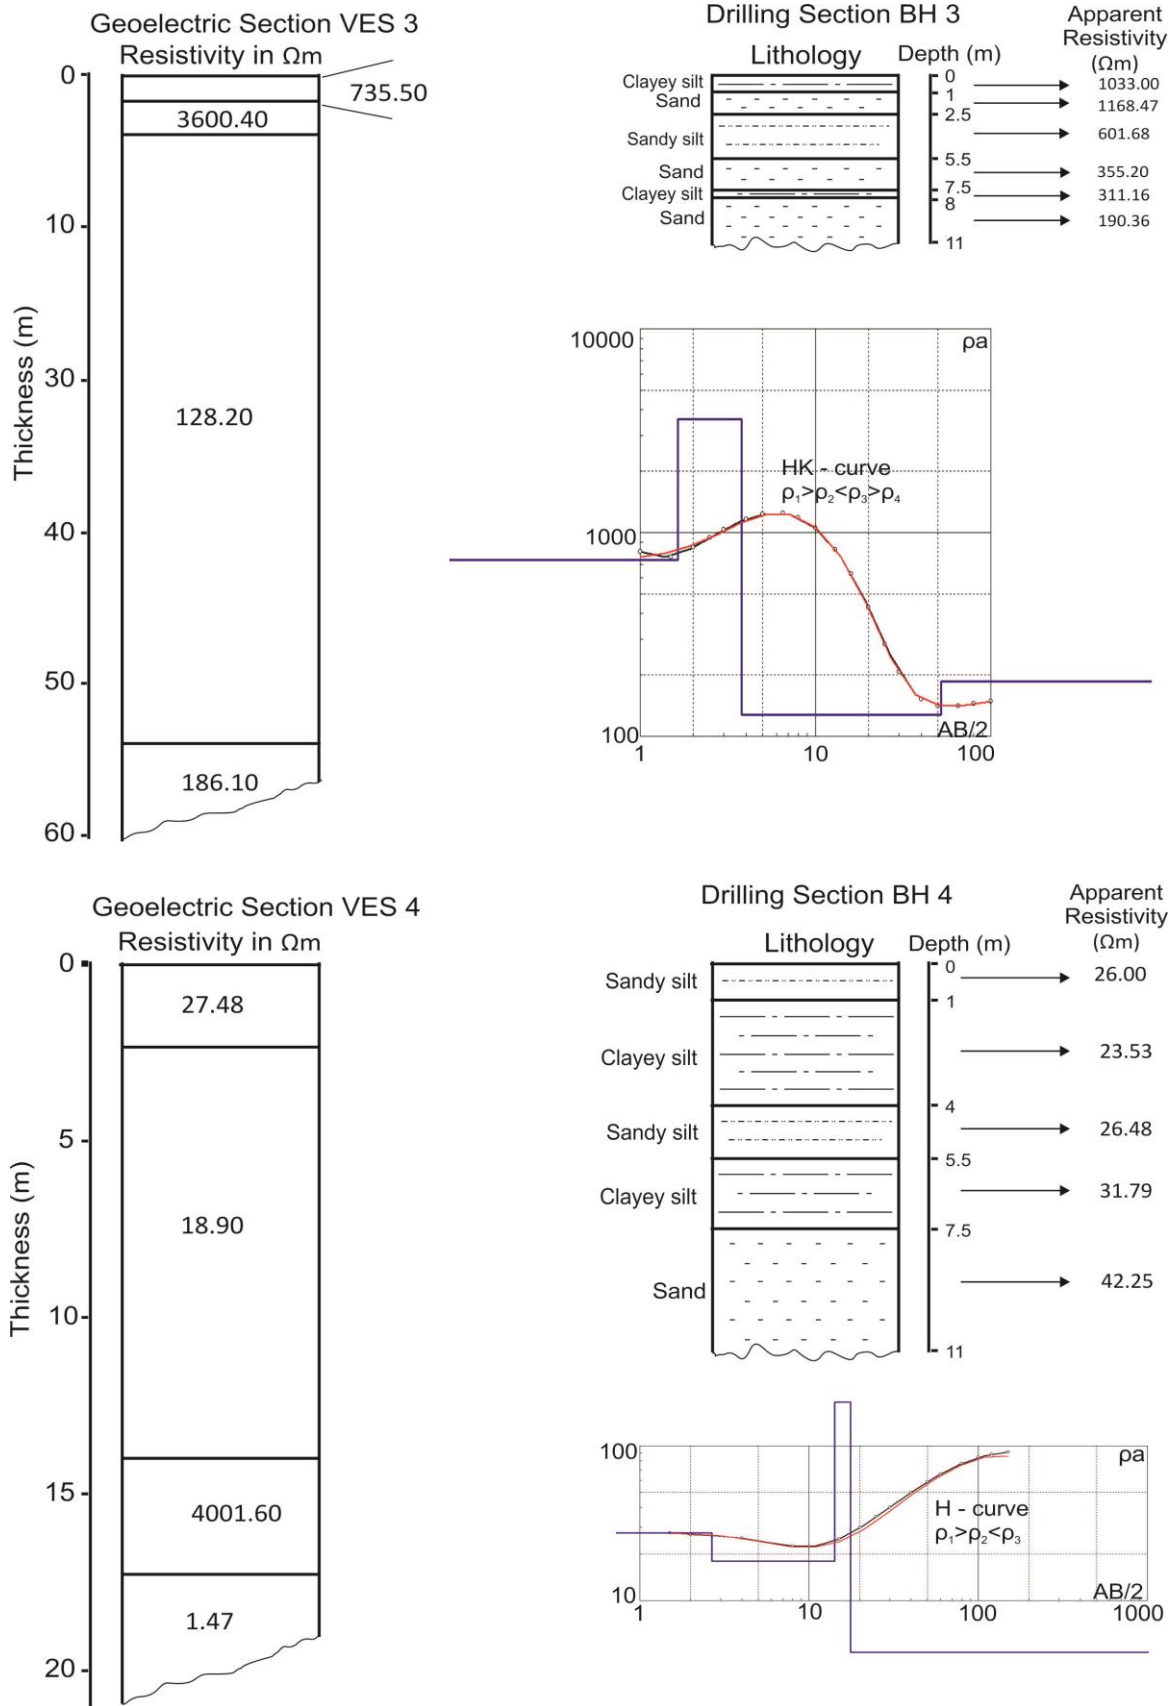 Geoelectric Section VES 3
Resistivity in Ωm
0
735.50
3600.40
10
30
128.20
40
50
186.10
60
Thickness (m)
Drilling Section BH 3
Lithology
Depth (m)
Apparent
Resistivity
(Ωm)
Clayey silt
Sand
Sandy silt
Sand
Clayey silt
Sand
0
1
2.5
5.5
7.5
8
11
1033.00
1168.47
601.68
355.20
311.16
190.36
10000
ρa
HK - curve
ρ1>ρ2<ρ3>ρ4
1000
100
AB/2
1
10
100
Geoelectric Section VES 4
Resistivity in Ωm
0
27.48
5
18.90
10
15
4001.60
1.47
20
Thickness (m)
Drilling Section BH 4
Lithology
Depth (m)
Apparent
Resistivity
(Ωm)
Sandy silt
Clayey silt
Sandy silt
Clayey silt
Sand
0
1
4
5.5
7.5
11
26.00
23.53
26.48
31.79
42.25
100
ρa
H - curve
ρ1>ρ2<ρ3
10
AB/2
1
10
100
1000